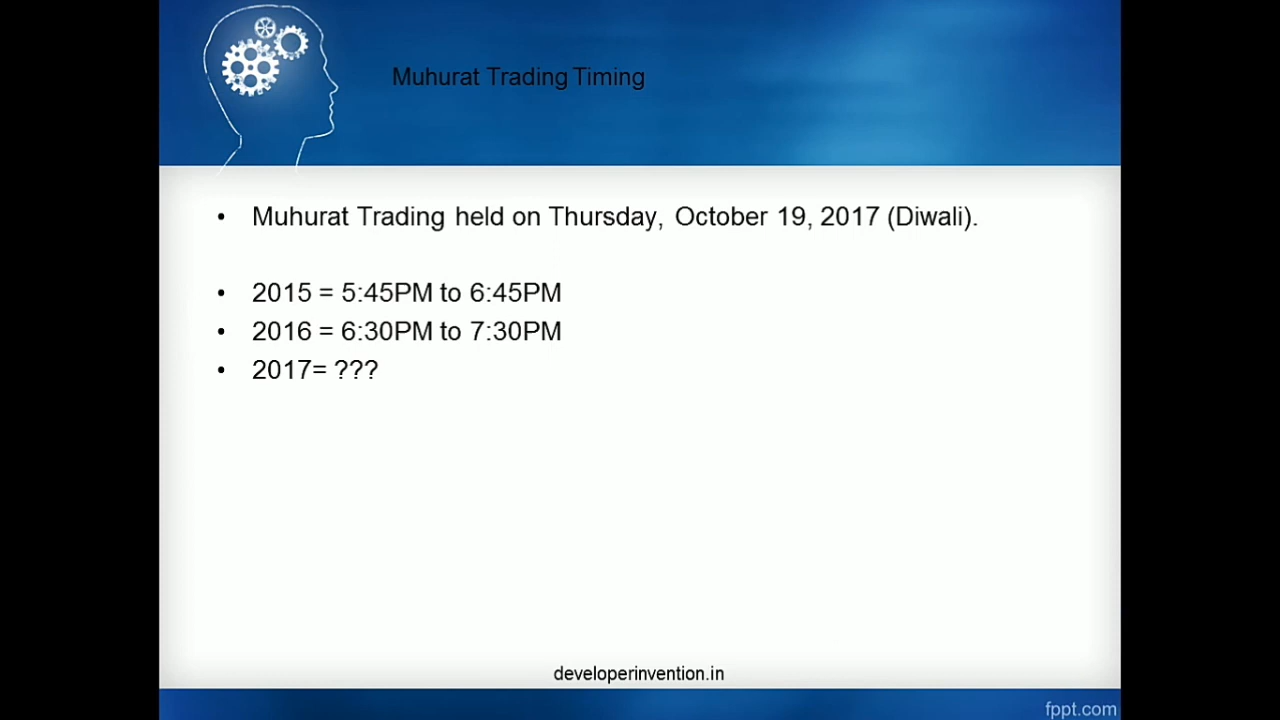 Muhurat Trading Timing
• Muhurat Trading held on Thursday, October 19, 2017 (Diwali).
• 2015 = 5:45PM to 6:45PM
• 2016 = 6:30PM to 7:30PM
• 2017= ???
developerinvention.in
fppt.com